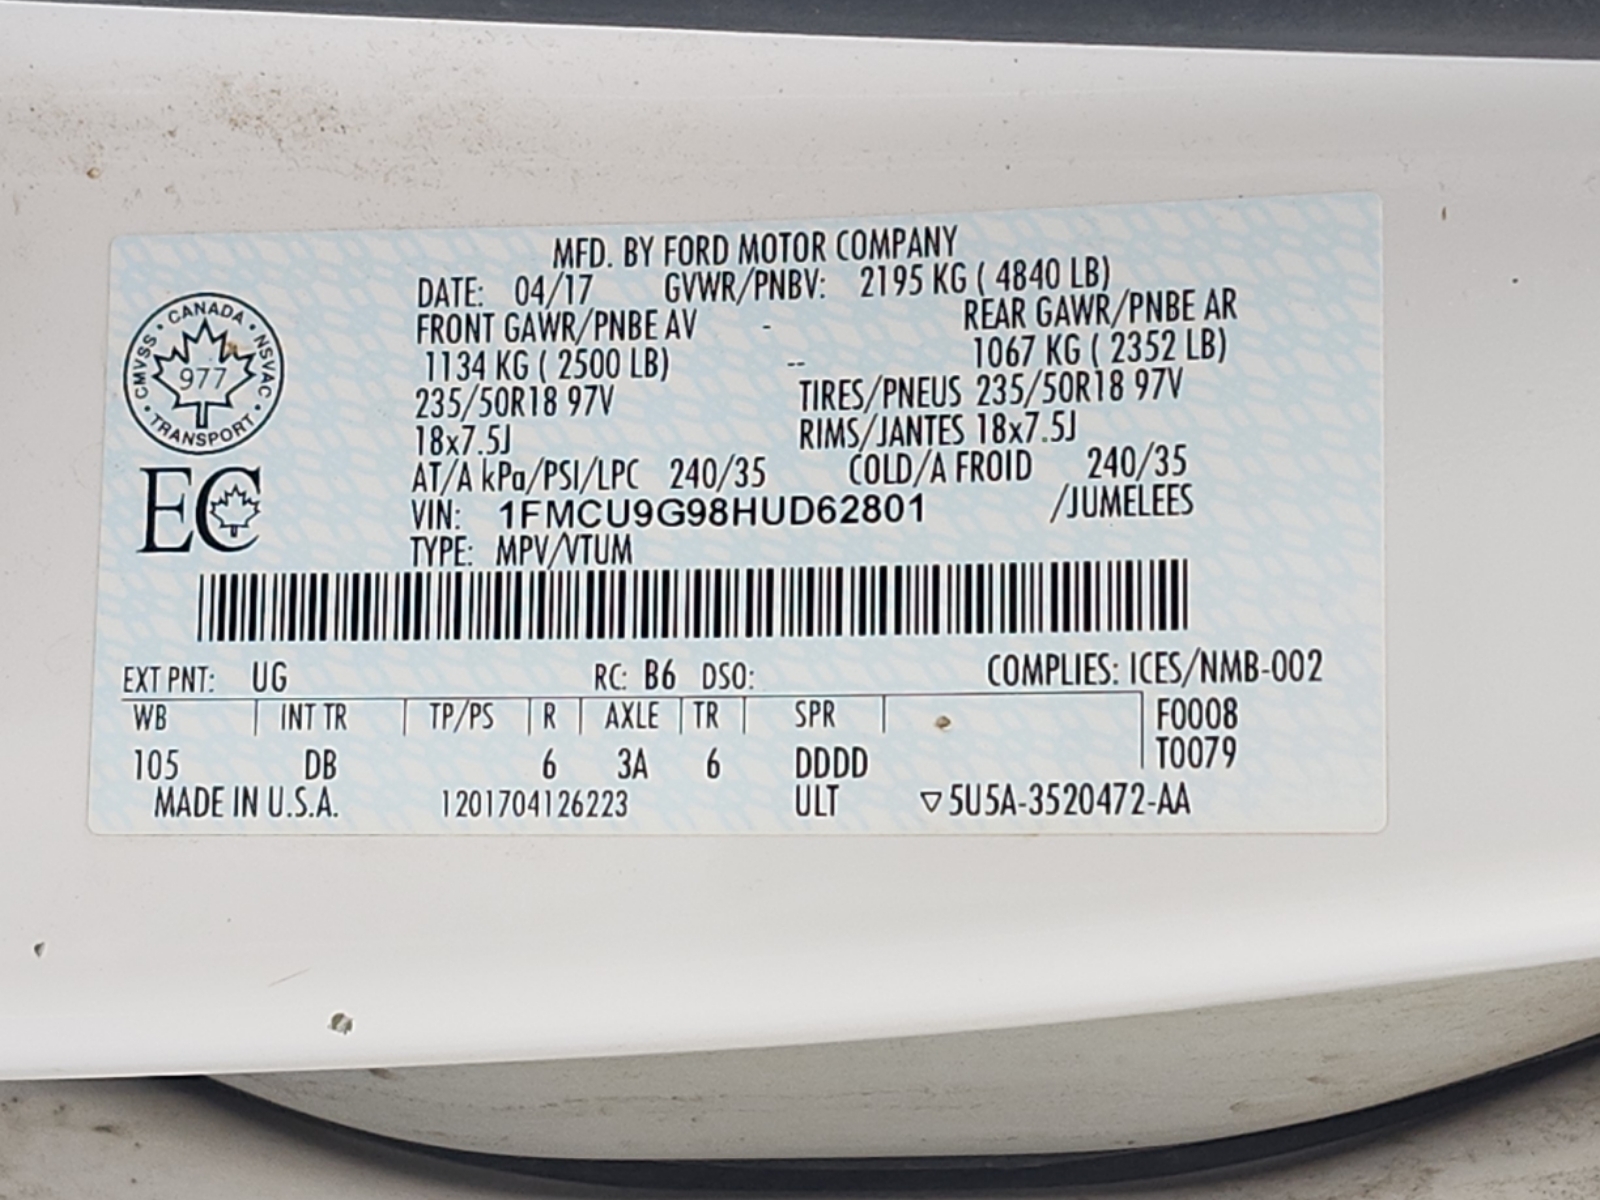 MFD. BY FORD MOTOR COMPANY
DATE: 04/17 GVWR/PNBV: 2195 KG ( 4840 LB)
FRONT GAWR/PNBE AV - REAR GAWR/PNBE AR
1134 KG ( 2500 LB) -- 1067 KG ( 2352 LB)
235/50R18 97V TIRES/PNEUS 235/50R18 97V
18x7.5J RIMS/JANTES 18x7.5J
AT/A kPa/PSI/LPC 240/35 COLD/A FROID 240/35
VIN: 1FMCU9G98HUD62801 /JUMELEES
TYPE: MPV/VTUM
CANADA
CMVSS NSVAC
977
TRANSPORT
EC
EXT PNT: UG RC: B6 DSO: COMPLIES: ICES/NMB-002
WB INT TR TP/PS R AXLE TR SPR F0008
T0079
105 DB 6 3A 6 DDDD
MADE IN U.S.A. 1201704126223 ULT ▽5U5A-3520472-AA